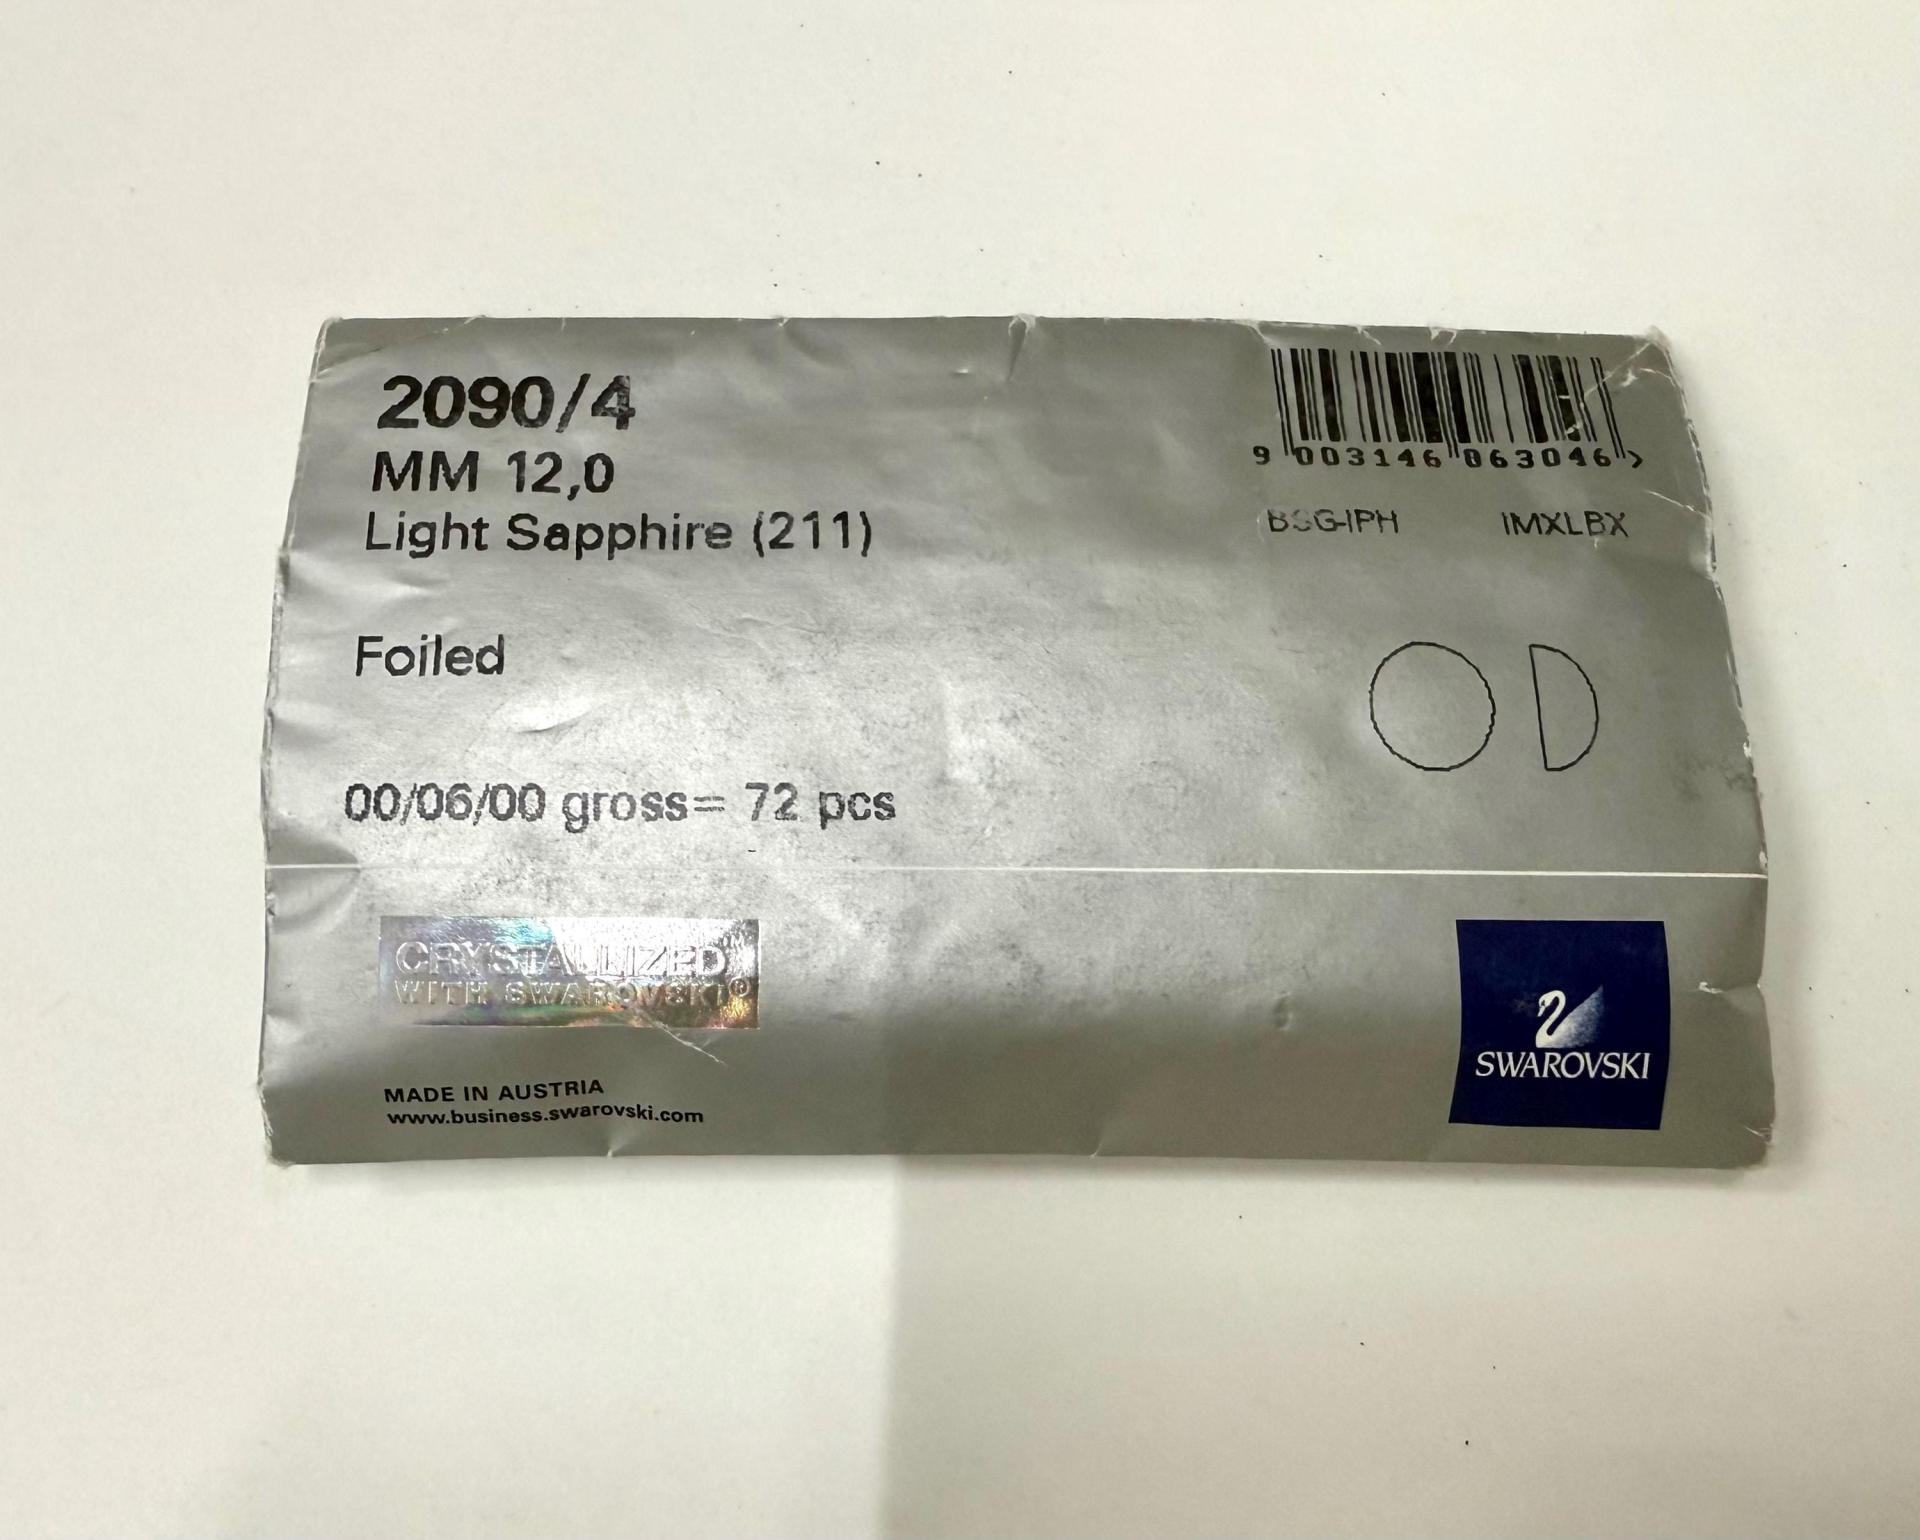 2090/4
MM 12,0
Light Sapphire (211)
Foiled
00/06/00 gross= 72 pcs
9 003146 063046 >
BSG-IPH IMXLBX
CRYSTALLIZED™
WITH SWAROVSKI®
MADE IN AUSTRIA
www.business.swarovski.com
SWAROVSKI